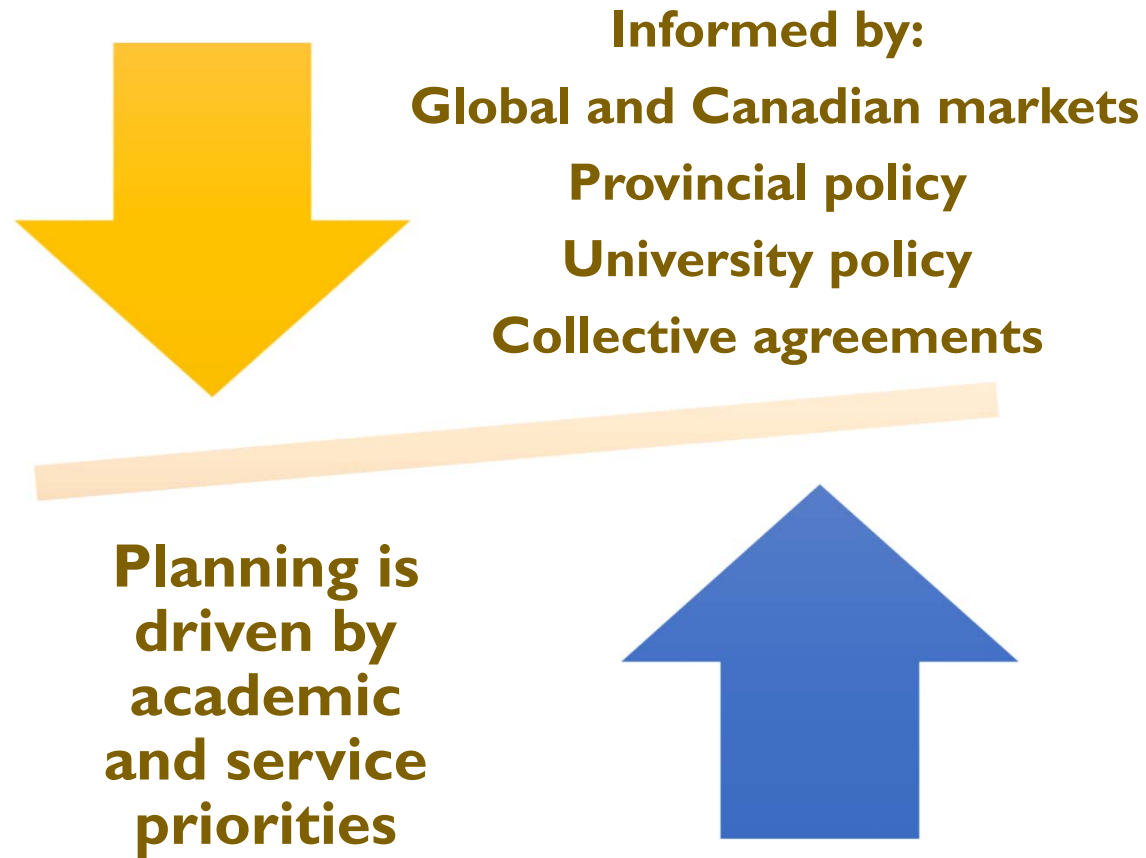 Informed by:
Global and Canadian markets
Provincial policy
University policy
Collective agreements
Planning is
driven by
academic
and service
priorities